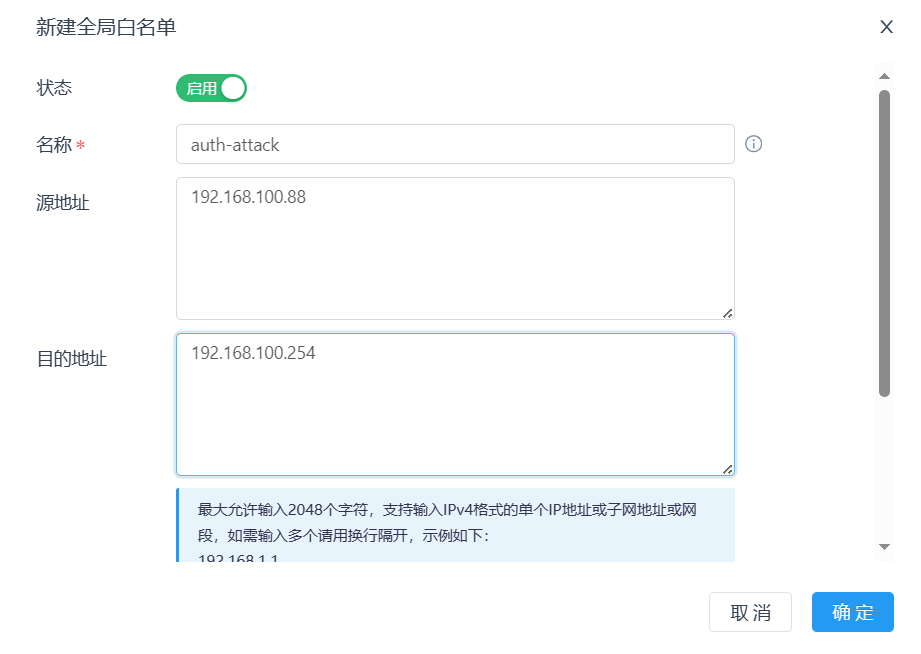 新建全局白名单
状态
启用
名称*
auth-attack
源地址
192.168.100.88
目的地址
192.168.100.254
最大允许输入2048个字符，支持输入IPv4格式的单个IP地址或子网地址或网
段，如需输入多个请用换行隔开，示例如下：
192.168.1.1
取消
确定